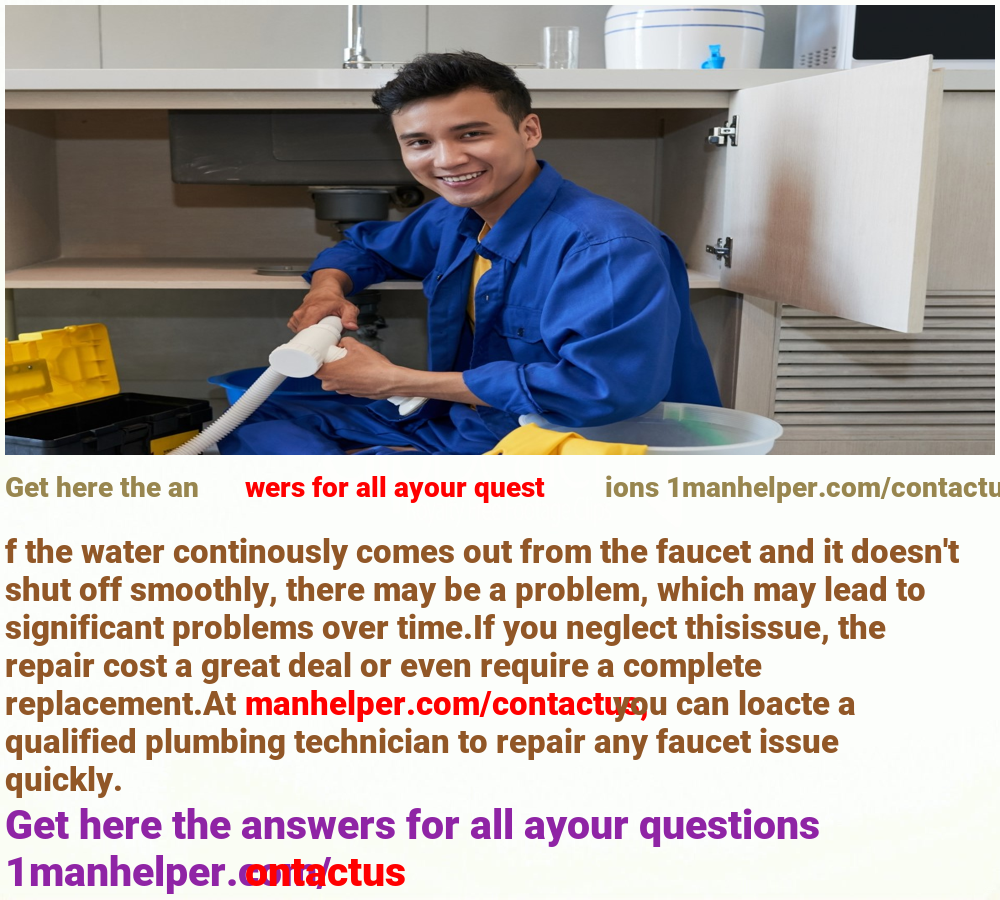 Get here the an wers for all ayour quest ions 1manhelper.com/contactu
f the water continously comes out from the faucet and it doesn't
shut off smoothly, there may be a problem, which may lead to
significant problems over time.If you neglect thisissue, the
repair cost a great deal or even require a complete
replacement.At manhelper.com/contactus, you can loacte a
qualified plumbing technician to repair any faucet issue
quickly.
Get here the answers for all ayour questions
1manhelper.com/ontactus